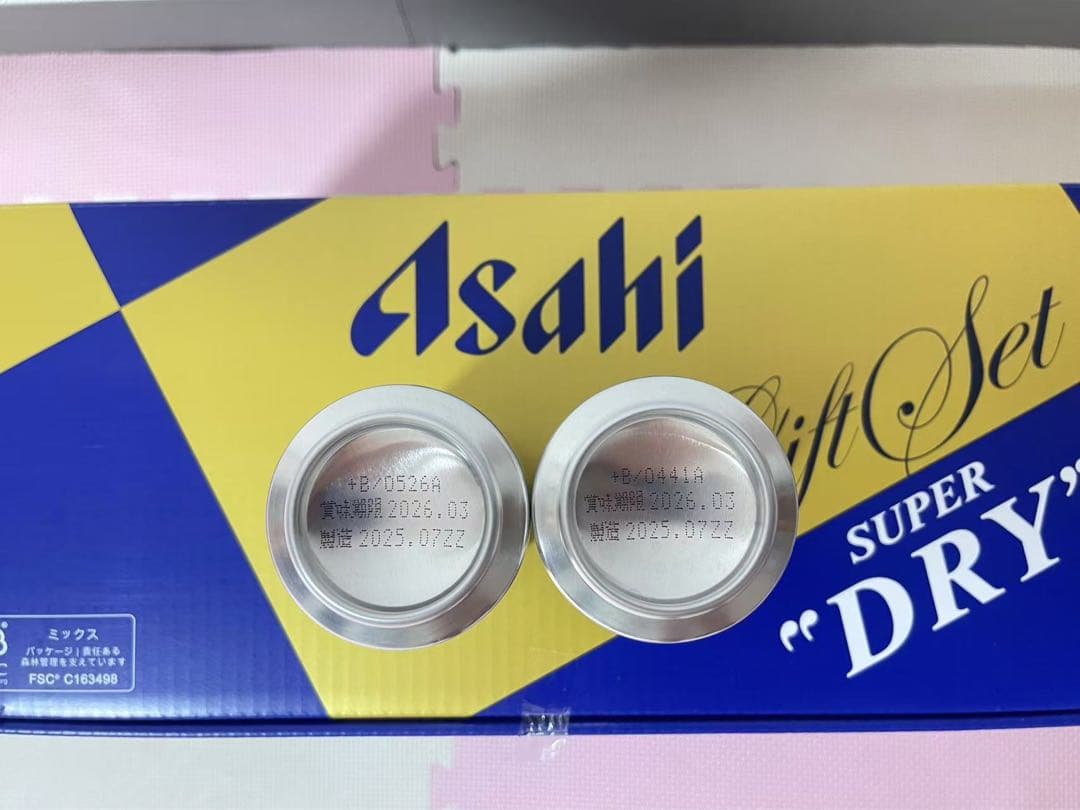 Asahi
Gift Set
SUPER
"DRY"
+B/0526A
賞味期限 2026.03
製造 2025.07ZZ
+B/0441A
賞味期限 2026.03
製造 2025.07ZZ
ミックス
パッケージ | 責任ある
森林管理を支えています
FSC® C163498